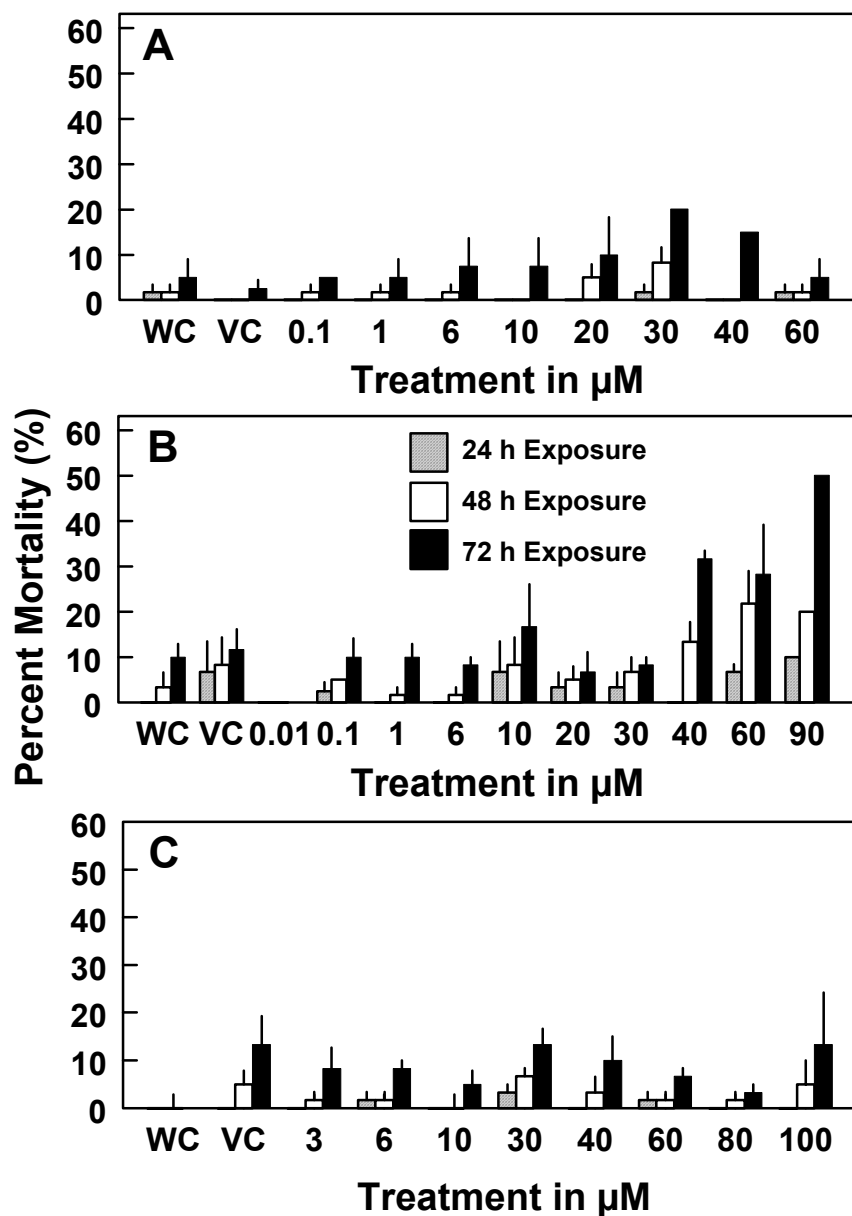 A
60
50
40
30
20
10
0
WC VC 0.1 1 6 10 20 30 40 60
Treatment in µM
Percent Mortality (%)
B
24 h Exposure
48 h Exposure
72 h Exposure
60
50
40
30
20
10
0
WC VC 0.01 0.1 1 6 10 20 30 40 60 90
Treatment in µM
C
60
50
40
30
20
10
0
WC VC 3 6 10 30 40 60 80 100
Treatment in µM